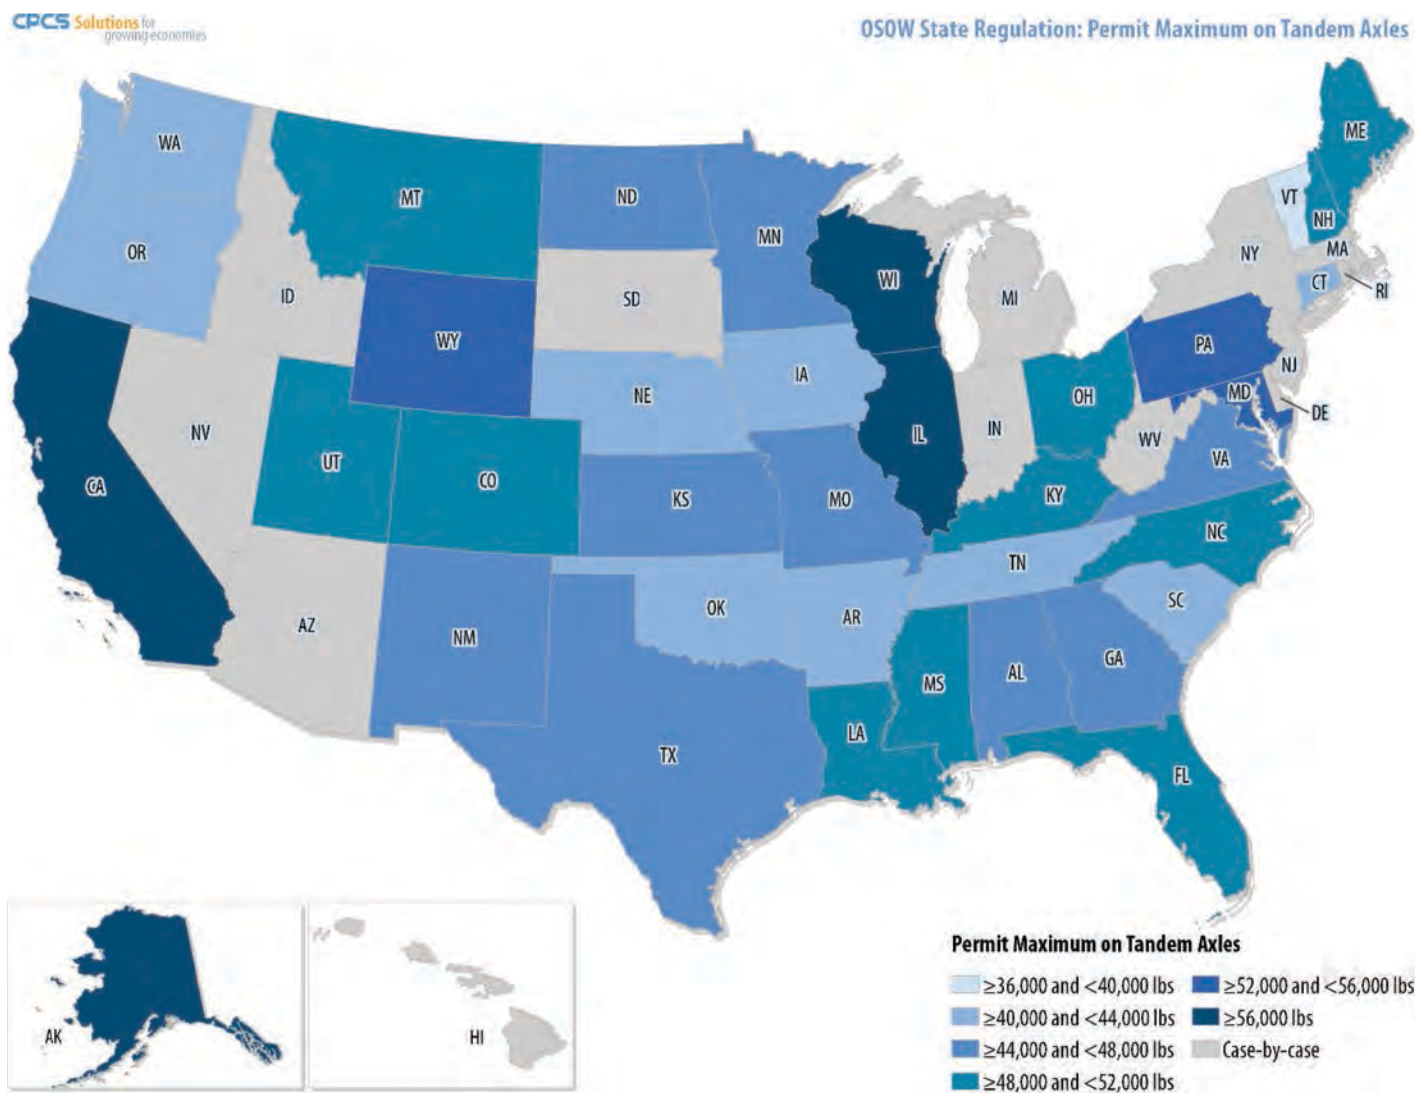 CPCS Solutions for
growing economies
OSOW State Regulation: Permit Maximum on Tandem Axles
WA
OR
ID
MT
ND
MN
SD
WY
WI
MI
NY
VT
NH
ME
MA
CT
RI
PA
NJ
MD
DE
OH
IN
WV
VA
IL
IA
NE
NV
UT
CO
CA
KS
MO
KY
NC
TN
SC
AZ
NM
OK
AR
MS
AL
GA
LA
TX
FL
AK
HI
Permit Maximum on Tandem Axles
≥36,000 and <40,000 lbs
≥40,000 and <44,000 lbs
≥44,000 and <48,000 lbs
≥48,000 and <52,000 lbs
≥52,000 and <56,000 lbs
≥56,000 lbs
Case-by-case